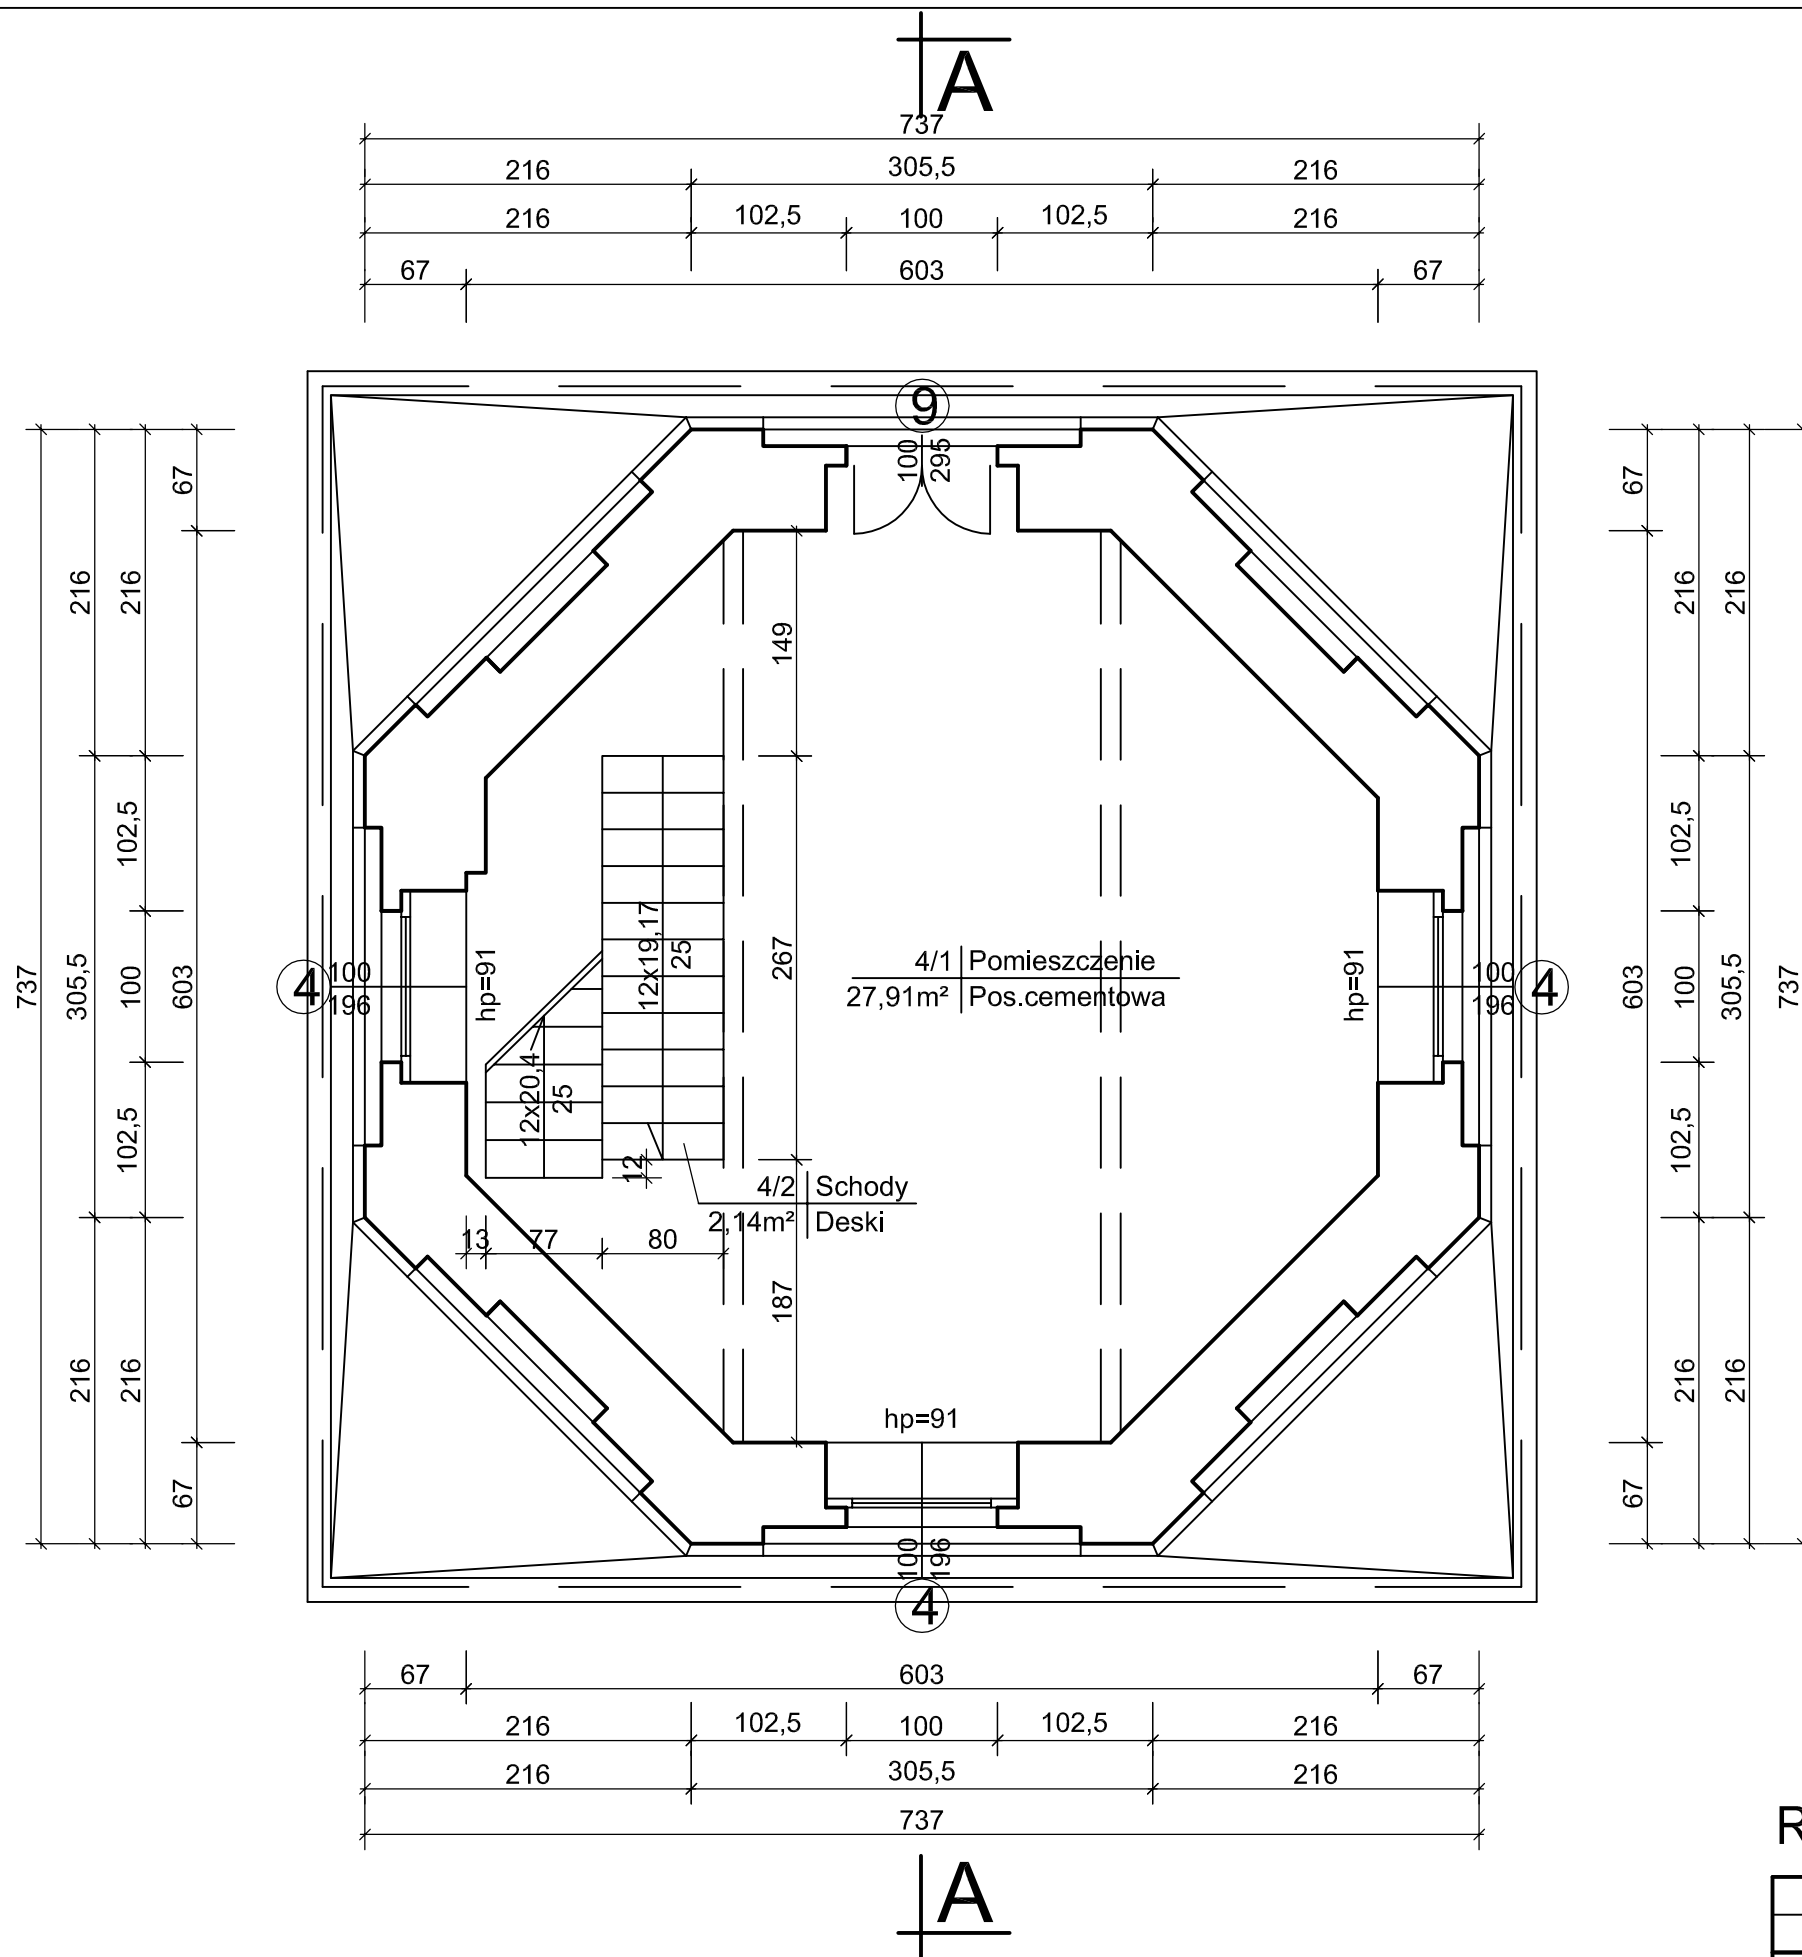 A
737
216 305,5 216
216 102,5 100 102,5 216
67 603 67
9
100
295
67
67
216 216
216 216
149
102,5
102,5
737 305,5 100 603
4
100
196
hp=91
12x19,17
25
267
4/1 Pomieszczenie
27,91m² Pos.cementowa
hp=91
100
196
4
603 100 305,5 737
12x20,4
25
102,5
102,5
12
4/2 Schody
2,14m² Deski
13 77 80
187
216 216
216 216
hp=91
67
67
100
196
4
67 603 67
216 102,5 100 102,5 216
216 305,5 216
737
R
A